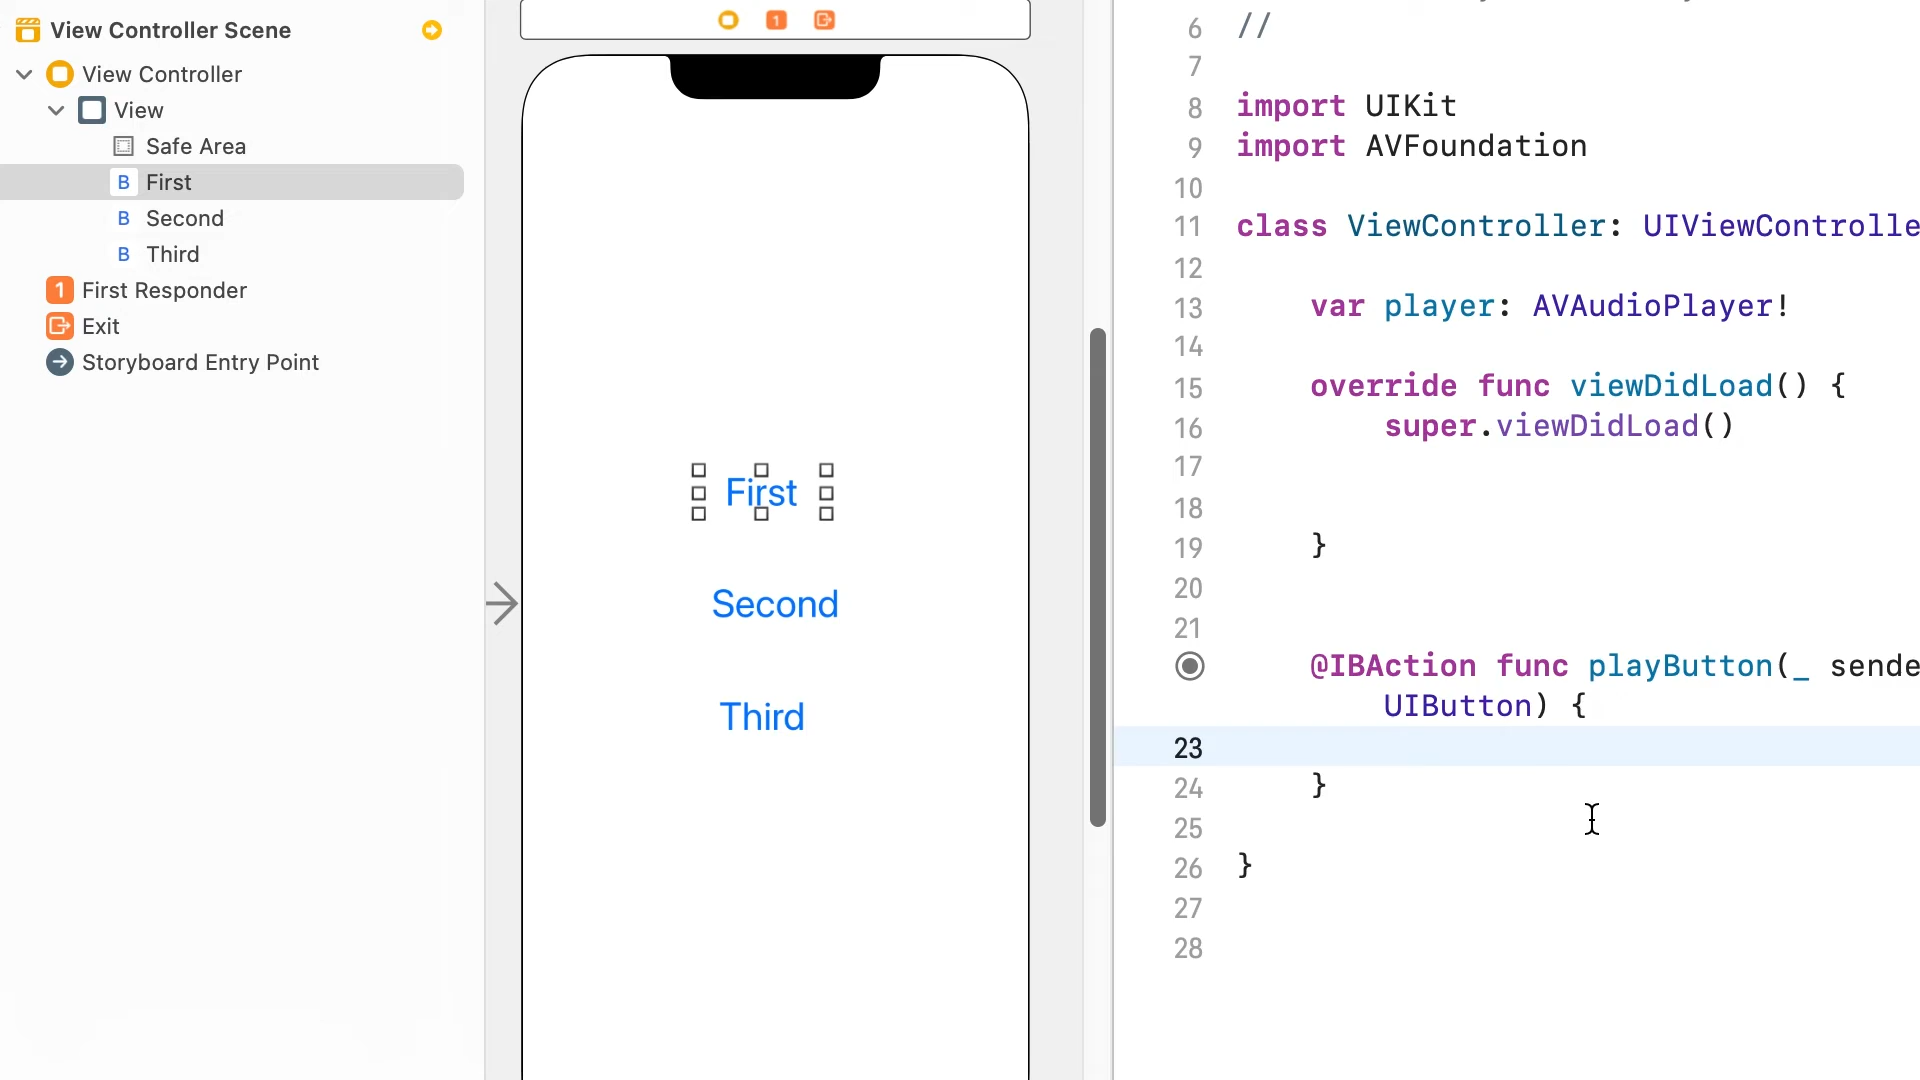 View Controller Scene
View Controller
View
Safe Area
B First
B Second
B Third
1 First Responder
Exit
Storyboard Entry Point
1
First
Second
Third
6 //
7
8 import UIKit
9 import AVFoundation
10
11 class ViewController: UIViewControlle
12
13 var player: AVAudioPlayer!
14
15 override func viewDidLoad() {
16 super.viewDidLoad()
17
18
19 }
20
21
@IBAction func playButton(_ sende
UIButton) {
23
24 }
25
26 }
27
28